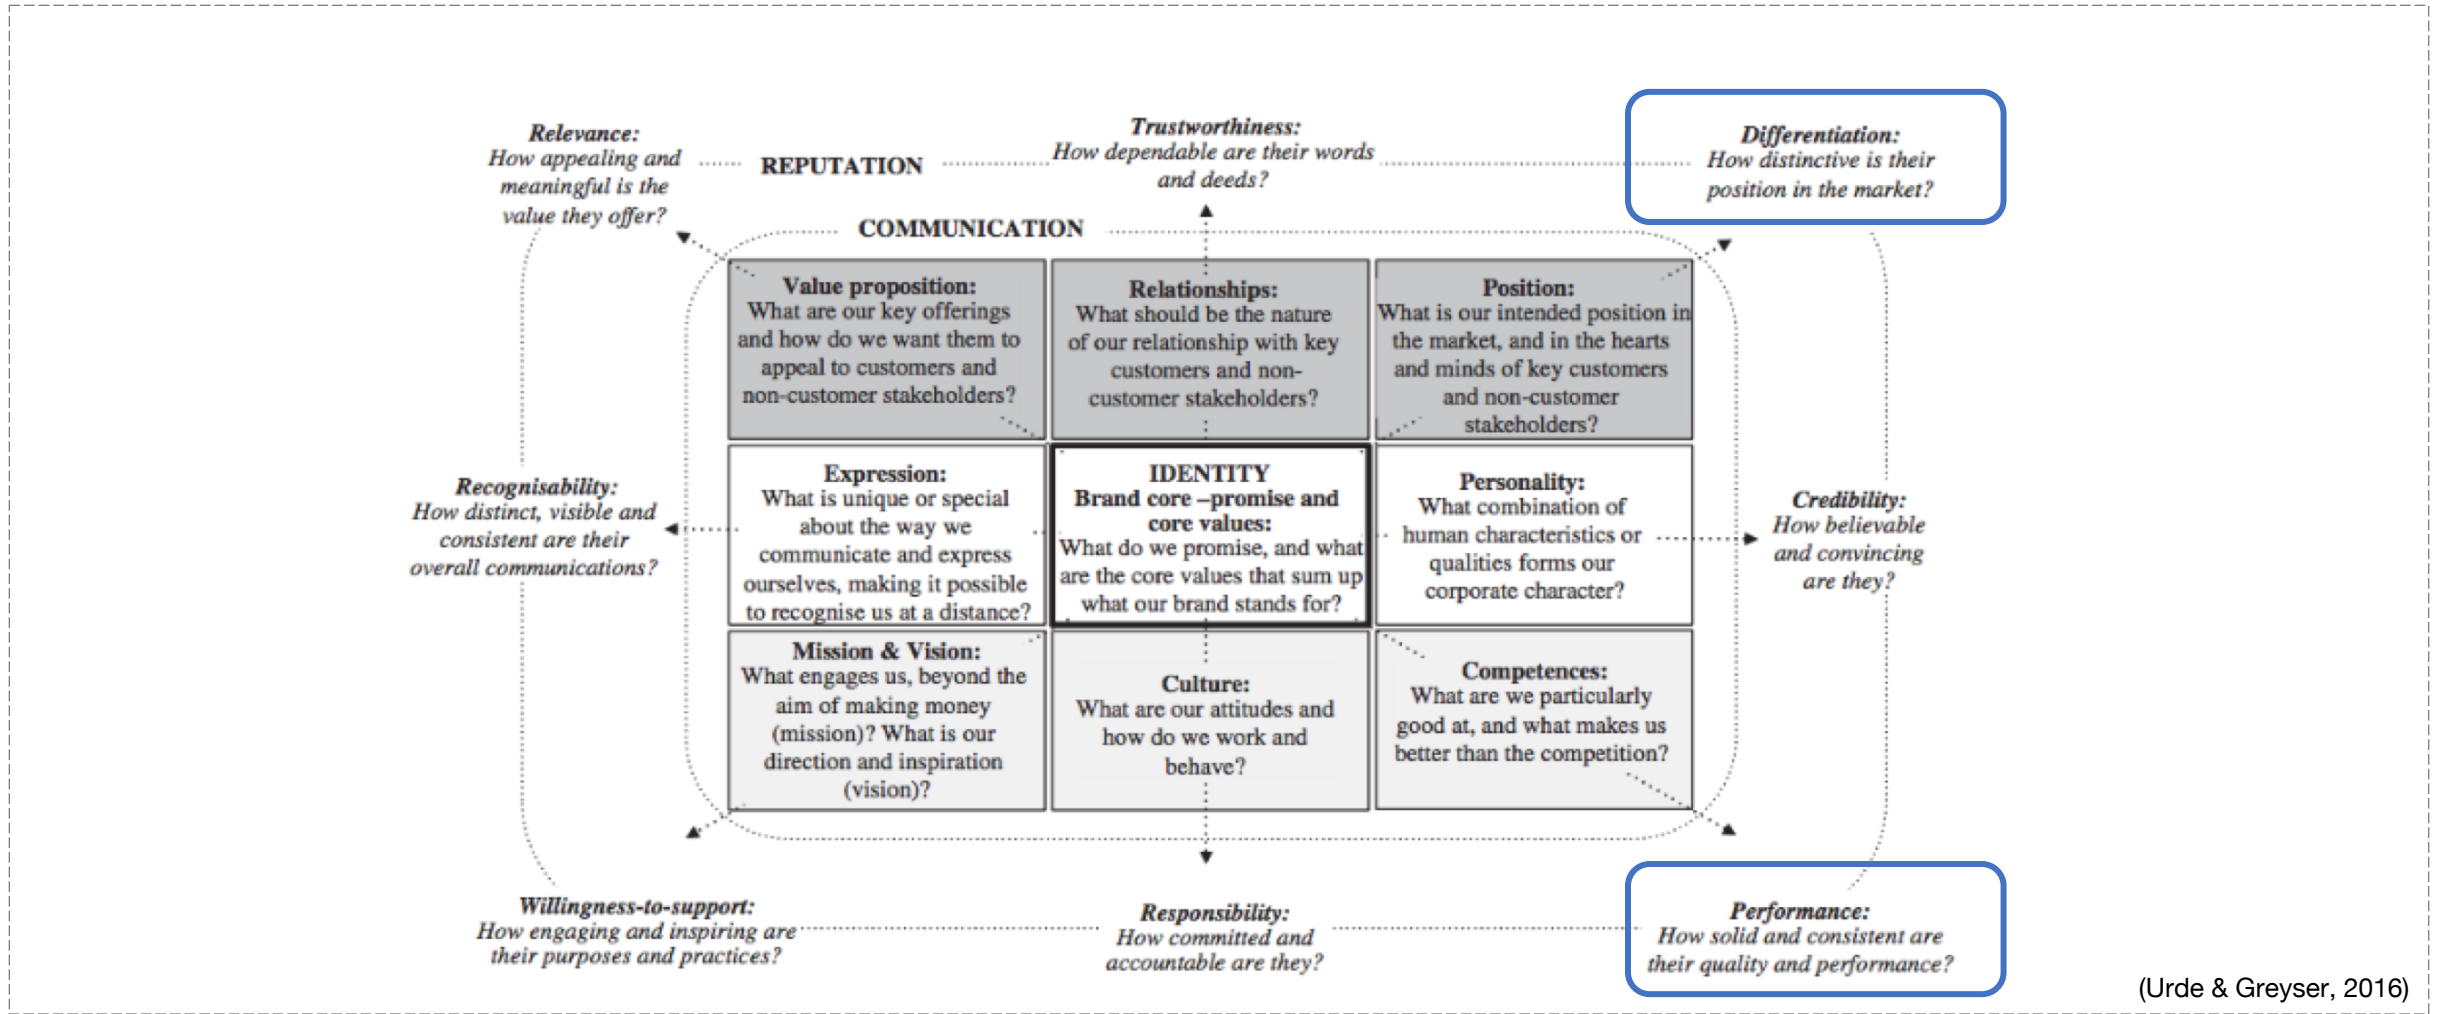 Relevance:
How appealing and
meaningful is the
value they offer?
REPUTATION
Trustworthiness:
How dependable are their words
and deeds?
Differentiation:
How distinctive is their
position in the market?
COMMUNICATION
Value proposition:
What are our key offerings
and how do we want them to
appeal to customers and
non-customer stakeholders?
Relationships:
What should be the nature
of our relationship with key
customers and non-
customer stakeholders?
Position:
What is our intended position in
the market, and in the hearts
and minds of key customers
and non-customer
stakeholders?
Recognisability:
How distinct, visible and
consistent are their
overall communications?
Expression:
What is unique or special
about the way we
communicate and express
ourselves, making it possible
to recognise us at a distance?
IDENTITY
Brand core –promise and
core values:
What do we promise, and what
are the core values that sum up
what our brand stands for?
Personality:
What combination of
human characteristics or
qualities forms our
corporate character?
Credibility:
How believable
and convincing
are they?
Mission & Vision:
What engages us, beyond the
aim of making money
(mission)? What is our
direction and inspiration
(vision)?
Culture:
What are our attitudes and
how do we work and
behave?
Competences:
What are we particularly
good at, and what makes us
better than the competition?
Willingness-to-support:
How engaging and inspiring are
their purposes and practices?
Responsibility:
How committed and
accountable are they?
Performance:
How solid and consistent are
their quality and performance?
(Urde & Greyser, 2016)